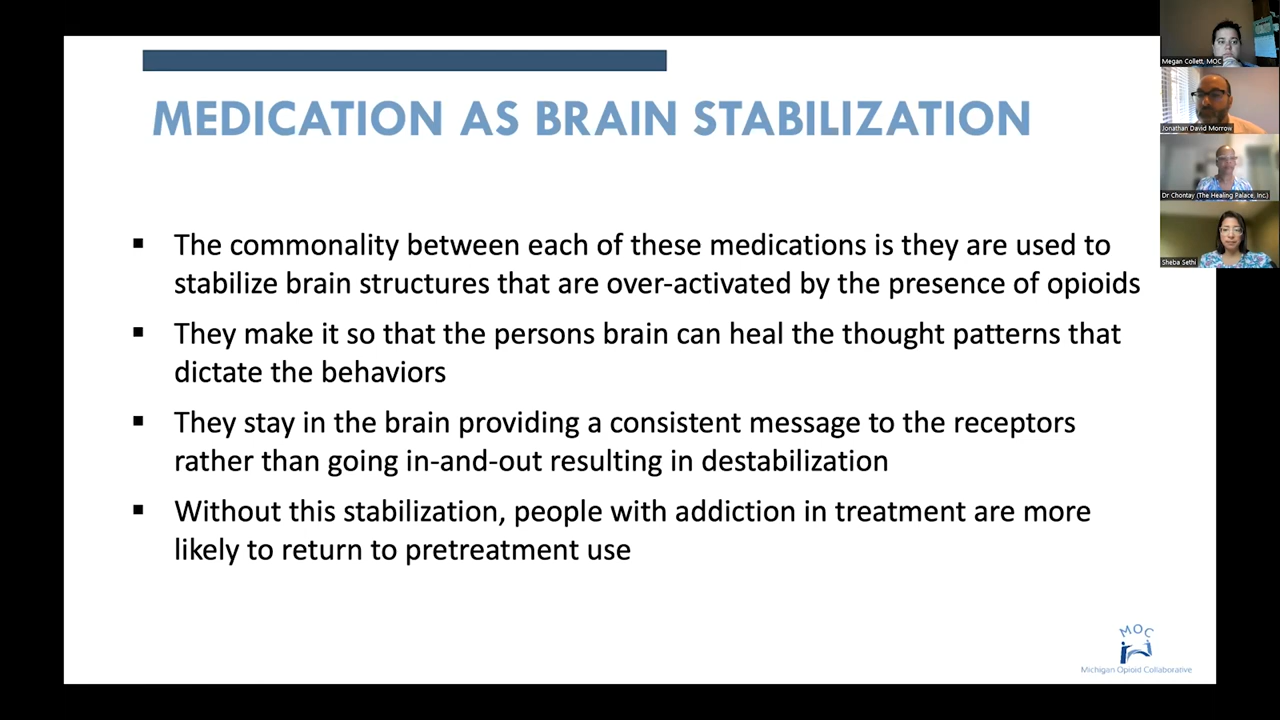 MEDICATION AS BRAIN STABILIZATION
▪ The commonality between each of these medications is they are used to
stabilize brain structures that are over-activated by the presence of opioids
▪ They make it so that the persons brain can heal the thought patterns that
dictate the behaviors
▪ They stay in the brain providing a consistent message to the receptors
rather than going in-and-out resulting in destabilization
▪ Without this stabilization, people with addiction in treatment are more
likely to return to pretreatment use
MOC
Michigan Opioid Collaborative
Megan Collett, MOC
Jonathan David Morrow
Dr Chontay (The Healing Palace, Inc.)
Sheba Sethi